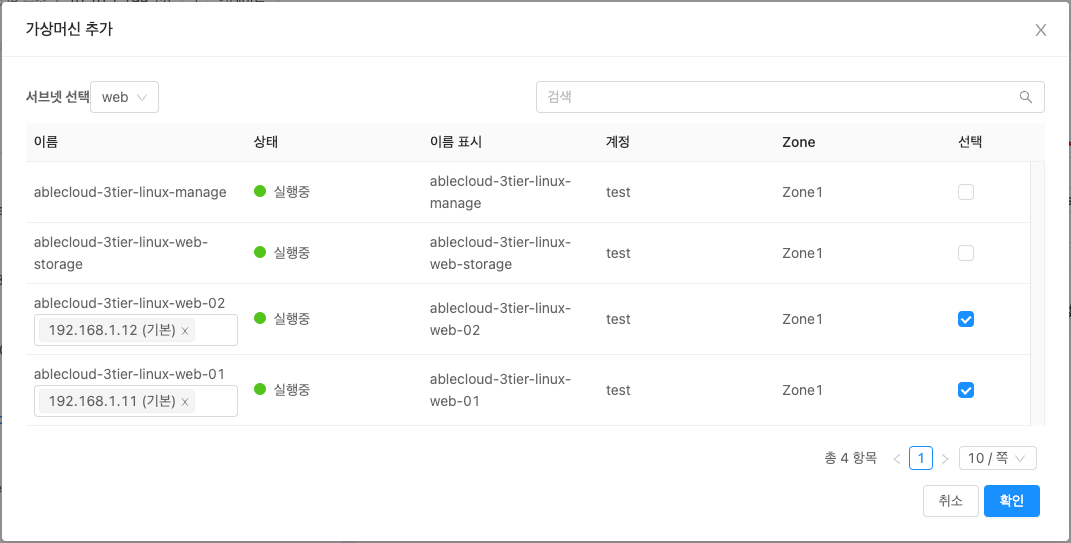 가상머신 추가
서브넷 선택 web
검색
이름 상태 이름 표시 계정 Zone 선택
ablecloud-3tier-linux-manage 실행중 ablecloud-3tier-linux-
manage test Zone1
ablecloud-3tier-linux-web-
storage 실행중 ablecloud-3tier-linux-
web-storage test Zone1
ablecloud-3tier-linux-web-02
192.168.1.12 (기본) 실행중 ablecloud-3tier-linux-
web-02 test Zone1
ablecloud-3tier-linux-web-01
192.168.1.11 (기본) 실행중 ablecloud-3tier-linux-
web-01 test Zone1
총 4 항목 < 1 > 10 / 쪽
취소 확인